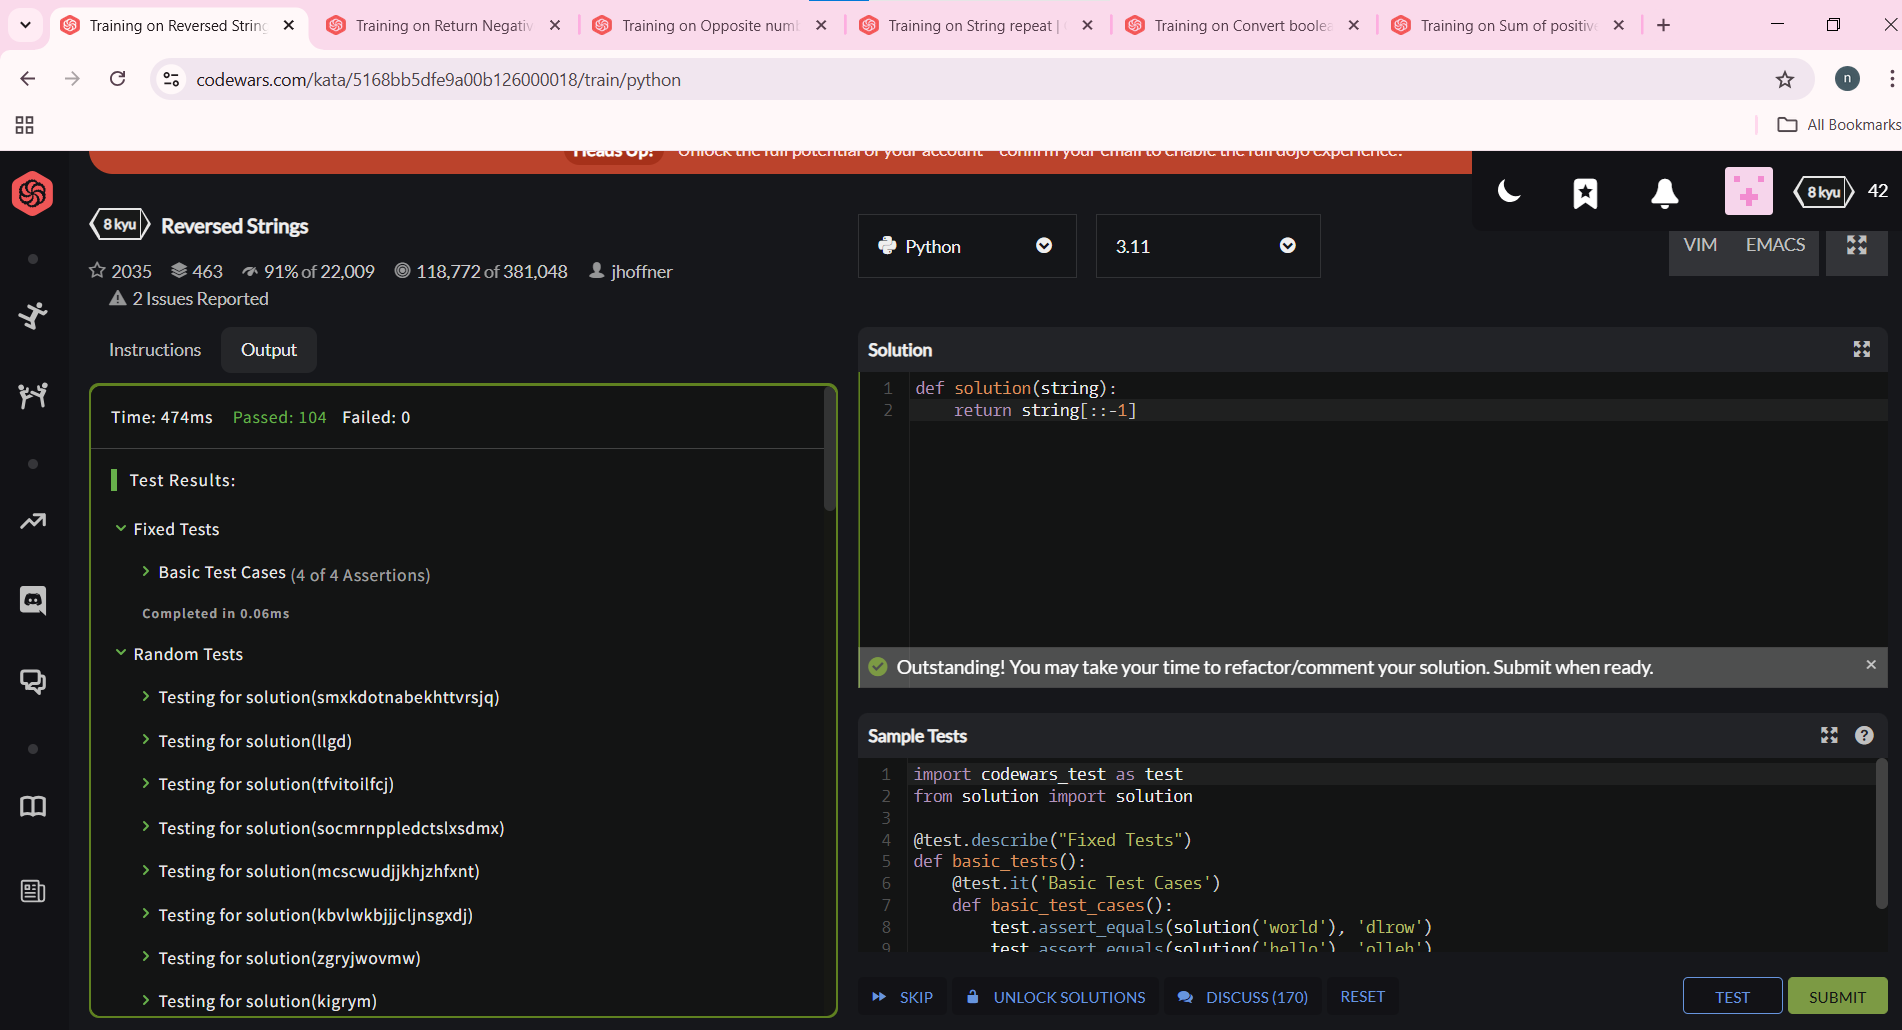 Training on Reversed String
Training on Return Negativ
Training on Opposite numb
Training on String repeat |
Training on Convert boolea
Training on Sum of positive
codewars.com/kata/5168bb5dfe9a00b126000018/train/python
n
All Bookmarks
Heads Up! Unlock the full potential of your account confirm your email to enable the full dojo experience.
8 kyu 42
8 kyu Reversed Strings
Python
3.11
VIM EMACS
2035 463 91% of 22,009 118,772 of 381,048 jhoffner
2 Issues Reported
Instructions Output
Time: 474ms Passed: 104 Failed: 0
Test Results:
Fixed Tests
Basic Test Cases (4 of 4 Assertions)
Completed in 0.06ms
Random Tests
Testing for solution(smxkdotnabekhttvrsjq)
Testing for solution(llgd)
Testing for solution(tfvitoilfcj)
Testing for solution(socmrnppledctslxsdmx)
Testing for solution(mcscwudjjkhjzhfxnt)
Testing for solution(kbvlwkbjjjcljnsgxdj)
Testing for solution(zgryjwovmw)
Testing for solution(kigrym)
Solution
1 def solution(string):
2     return string[::-1]
Outstanding! You may take your time to refactor/comment your solution. Submit when ready.
Sample Tests
1 import codewars_test as test
2 from solution import solution
3
4 @test.describe("Fixed Tests")
5 def basic_tests():
6     @test.it('Basic Test Cases')
7     def basic_test_cases():
8         test.assert_equals(solution('world'), 'dlrow')
9         test.assert_equals(solution('hello'), 'olleh')
SKIP UNLOCK SOLUTIONS DISCUSS (170) RESET TEST SUBMIT